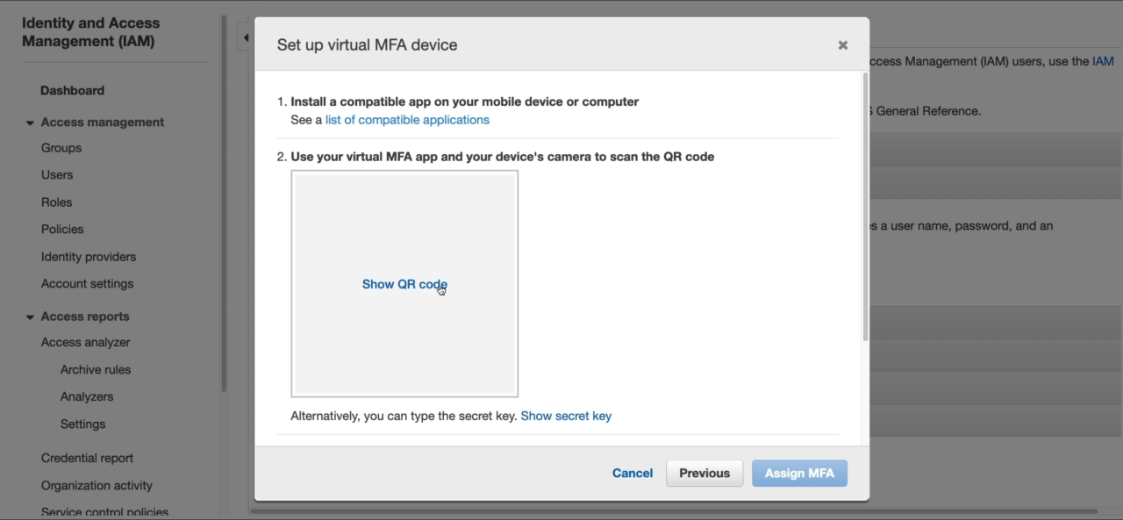 Identity and Access
Management (IAM)
Dashboard
Access management
Groups
Users
Roles
Policies
Identity providers
Account settings
Access reports
Access analyzer
Archive rules
Analyzers
Settings
Credential report
Organization activity
Service control policies
Set up virtual MFA device
1. Install a compatible app on your mobile device or computer
See a list of compatible applications
2. Use your virtual MFA app and your device's camera to scan the QR code
Show QR code
Alternatively, you can type the secret key. Show secret key
Cancel
Previous
Assign MFA
Management (IAM) users, use the IAM
General Reference.
a user name, password, and an